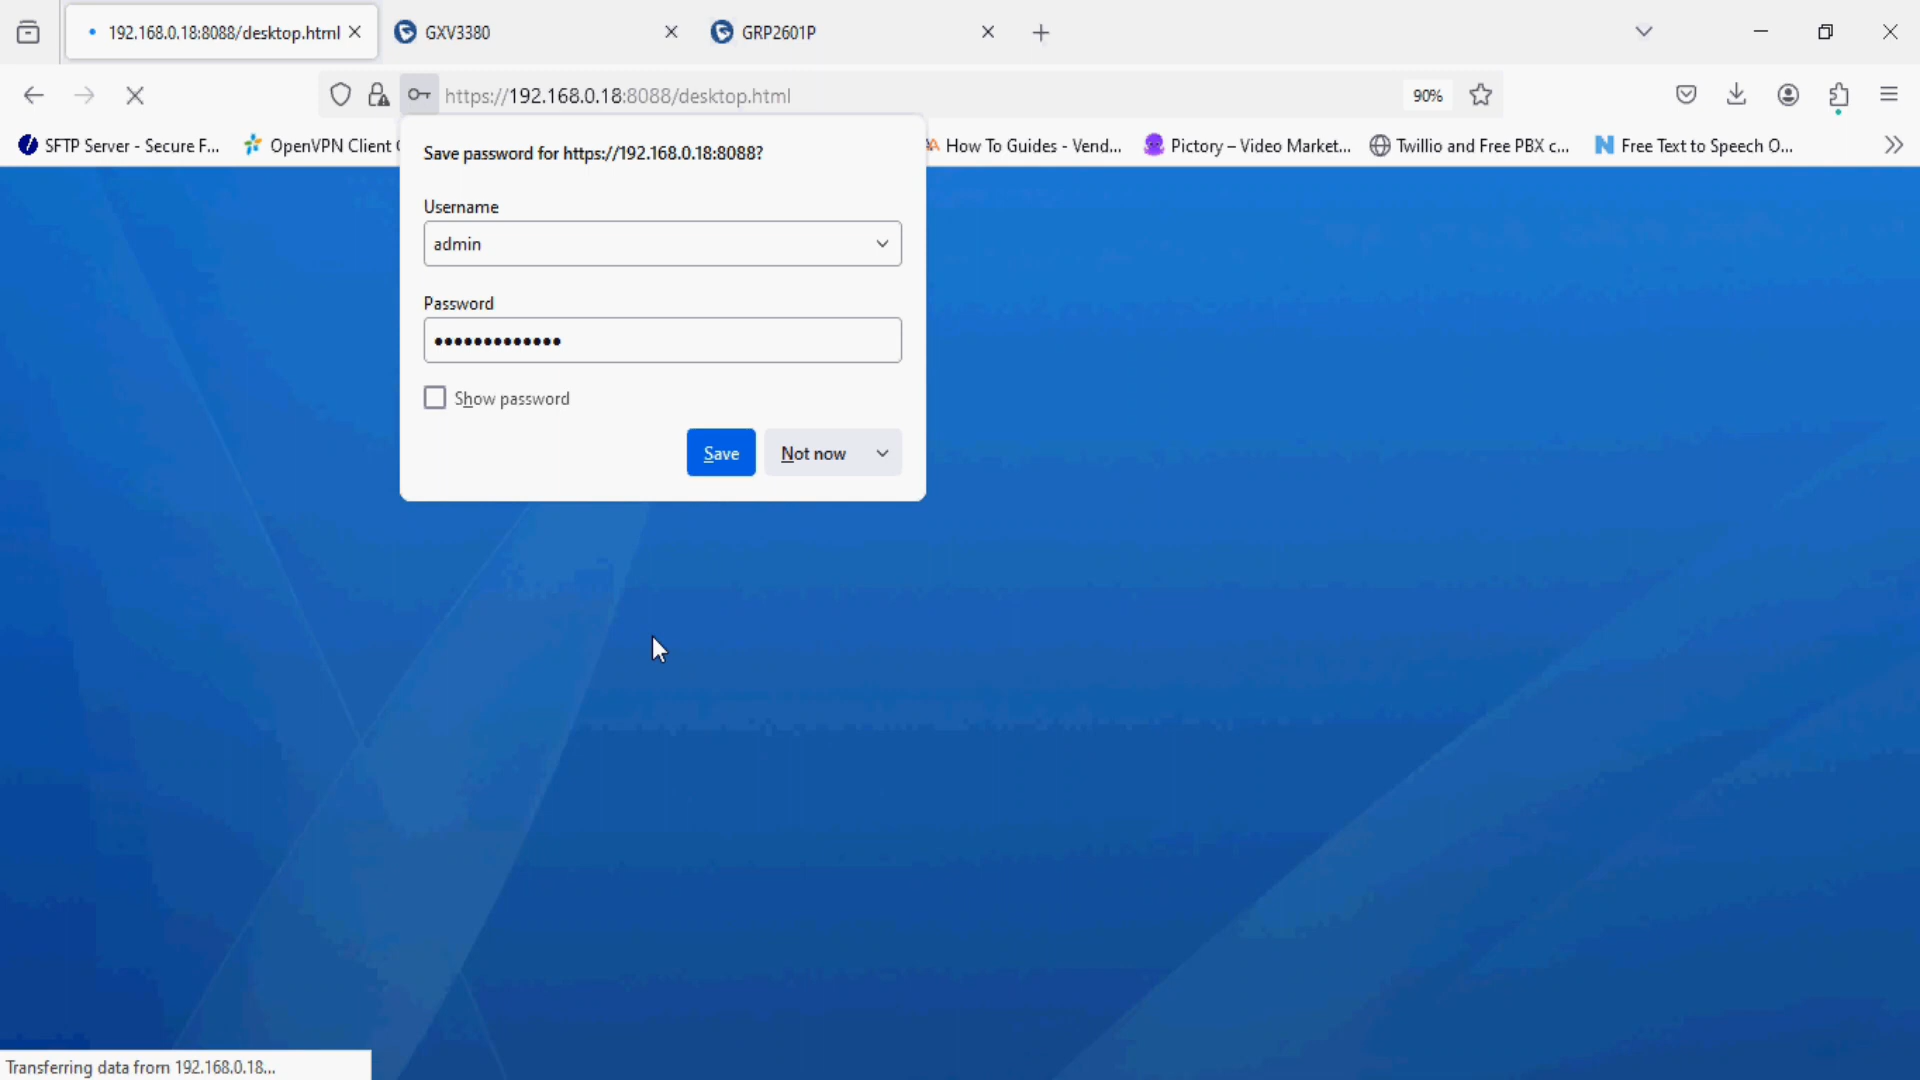 192.168.0.18:8088/desktop.html
GXV3380
GRP2601P
https://192.168.0.18:8088/desktop.html
90%
SFTP Server - Secure F...
OpenVPN Client
How To Guides - Vend...
Pictory – Video Market...
Twillio and Free PBX c...
Free Text to Speech O...
Save password for https://192.168.0.18:8088?
Username
admin
Password
•••••••••••••
Show password
Save
Not now
Transferring data from 192.168.0.18...